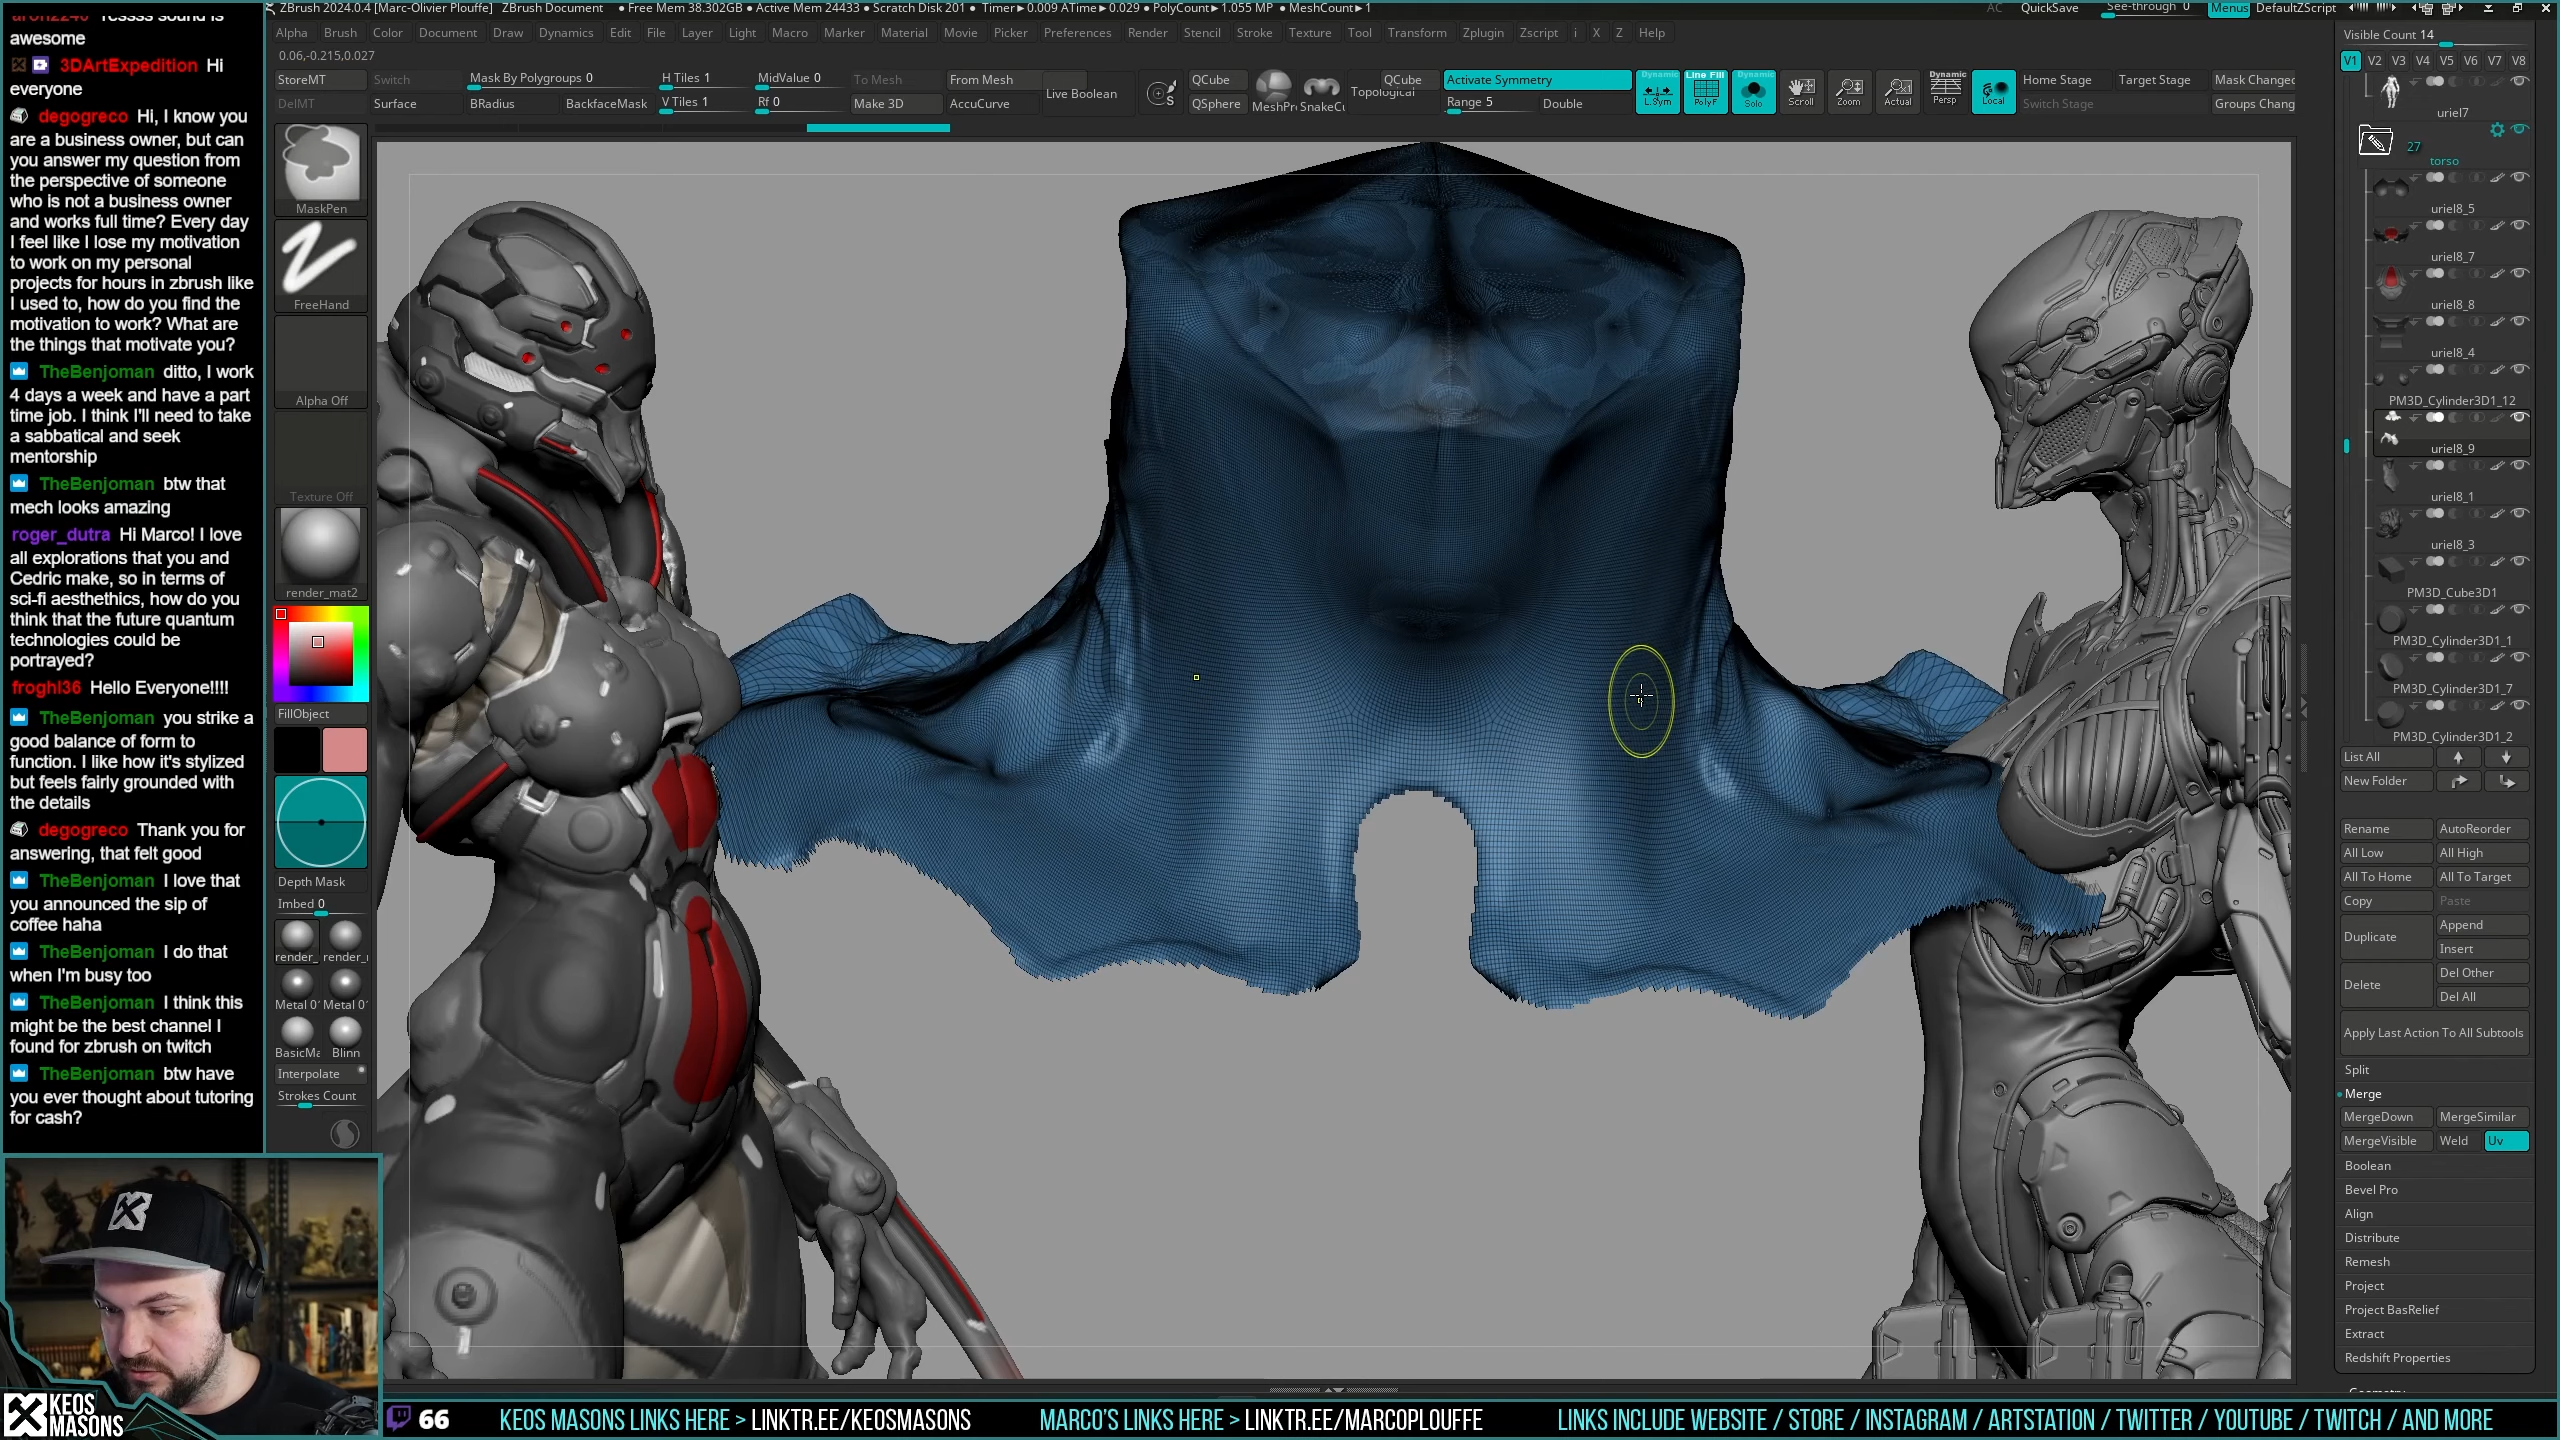 ZBrush 2024.0.4 [Marc-Olivier Plouffe] ZBrush Document ● Free Mem 38.302GB ● Active Mem 24433 ● Scratch Disk 201 ● Timer►0.009 ATime►0.029 ● PolyCount►1.055 MP ● MeshCount►1
AC QuickSave See-through 0 Menus DefaultZScript
Alpha Brush Color Document Draw Dynamics Edit File Layer Light Macro Marker Material Movie Picker Preferences Render Stencil Stroke Texture Tool Transform Zplugin Zscript i X Z Help
0.06,-0.215,0.027
StoreMT Switch Mask By Polygroups 0 H Tiles 1 MidValue 0 To Mesh From Mesh
DelMT Surface BRadius BackfaceMask V Tiles 1 Rf 0 Make 3D AccuCurve
Live Boolean
QCube
QSphere
QCube
Topological
Activate Symmetry
Range 5 Double
Dynamic
L.Sym
Line Fill
PolyF
Dynamic
Solo
Scroll
Zoom
Actual
Dynamic
Persp
Local
Home Stage Target Stage Mask Changed
Switch Stage Groups Chang
awesome
3DArtExpedition Hi
everyone
degogreco Hi, I know you
are a business owner, but can
you answer my question from
the perspective of someone
who is not a business owner
and works full time? Every day
I feel like I lose my motivation
to work on my personal
projects for hours in zbrush like
I used to, how do you find the
motivation to work? What are
the things that motivate you?
TheBenjoman ditto, I work
4 days a week and have a part
time job. I think I'll need to take
a sabbatical and seek
mentorship
TheBenjoman btw that
mech looks amazing
roger_dutra Hi Marco! I love
all explorations that you and
Cedric make, so in terms of
sci-fi aesthethics, how do you
think that the future quantum
technologies could be
portrayed?
froghl36 Hello Everyone!!!!
TheBenjoman you strike a
good balance of form to
function. I like how it's stylized
but feels fairly grounded with
the details
degogreco Thank you for
answering, that felt good
TheBenjoman I love that
you announced the sip of
coffee haha
TheBenjoman I do that
when I'm busy too
TheBenjoman I think this
might be the best channel I
found for zbrush on twitch
TheBenjoman btw have
you ever thought about tutoring
for cash?
MaskPen
FreeHand
Alpha Off
Texture Off
render_mat2
FillObject
Depth Mask
Imbed 0
render_ render_
Metal 0 Metal 0
BasicMa Blinn
Interpolate
Strokes Count
Visible Count 14
V1 V2 V3 V4 V5 V6 V7 V8
uriel7
27
torso
uriel8_5
uriel8_7
uriel8_8
uriel8_4
PM3D_Cylinder3D1_12
uriel8_9
uriel8_1
uriel8_3
PM3D_Cube3D1
PM3D_Cylinder3D1_1
PM3D_Cylinder3D1_7
PM3D_Cylinder3D1_2
List All
New Folder
Rename AutoReorder
All Low All High
All To Home All To Target
Copy Paste
Duplicate Append
Insert
Delete Del Other
Del All
Apply Last Action To All Subtools
Split
Merge
MergeDown MergeSimilar
MergeVisible Weld Uv
Boolean
Bevel Pro
Align
Distribute
Remesh
Project
Project BasRelief
Extract
Redshift Properties
KEOS
MASONS
66
KEOS MASONS LINKS HERE > LINKTR.EE/KEOSMASONS
MARCO'S LINKS HERE > LINKTR.EE/MARCOPLOUFFE
LINKS INCLUDE WEBSITE / STORE / INSTAGRAM / ARTSTATION / TWITTER / YOUTUBE / TWITCH / AND MORE